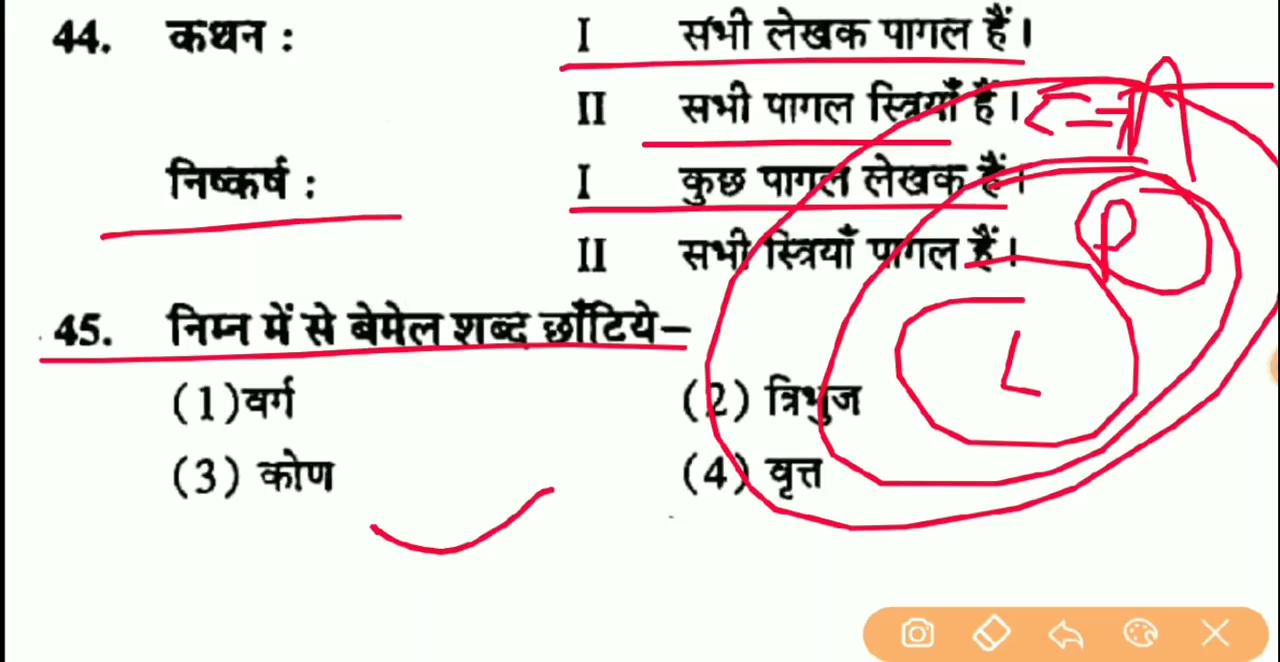 44. कथन : I सभी लेखक पागल हैं।
II सभी पागल स्त्रियाँ हैं।
निष्कर्ष : I कुछ पागल लेखक हैं।
II सभी स्त्रियाँ पागल हैं।
P
L
45. निम्न में से बेमेल शब्द छाँटिये–
(1) वर्ग (2) त्रिभुज
(3) कोण (4) वृत्त